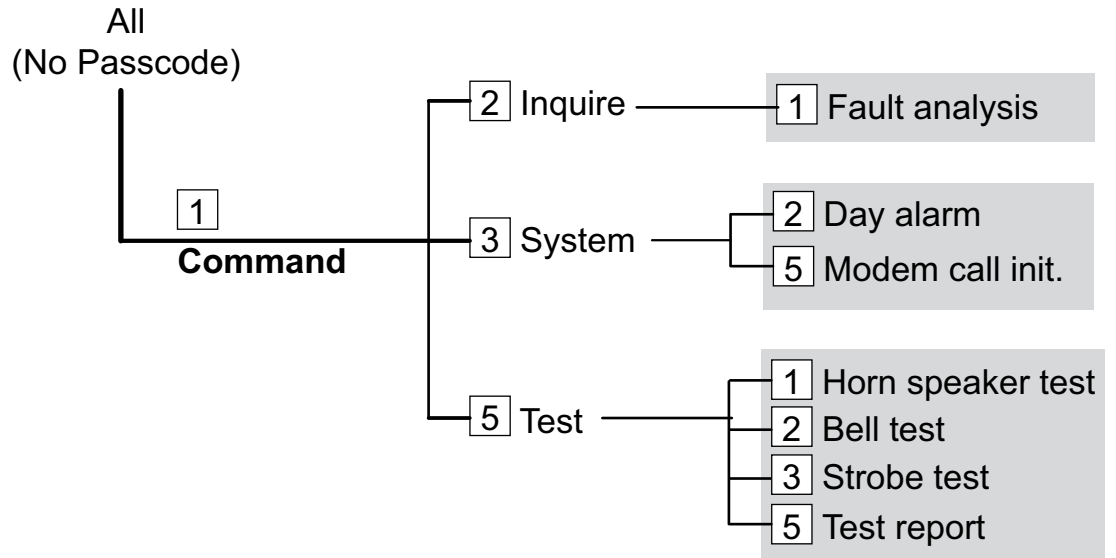 All
(No Passcode)
1
Command
2 Inquire
1 Fault analysis
3 System
2 Day alarm
5 Modem call init.
5 Test
1 Horn speaker test
2 Bell test
3 Strobe test
5 Test report